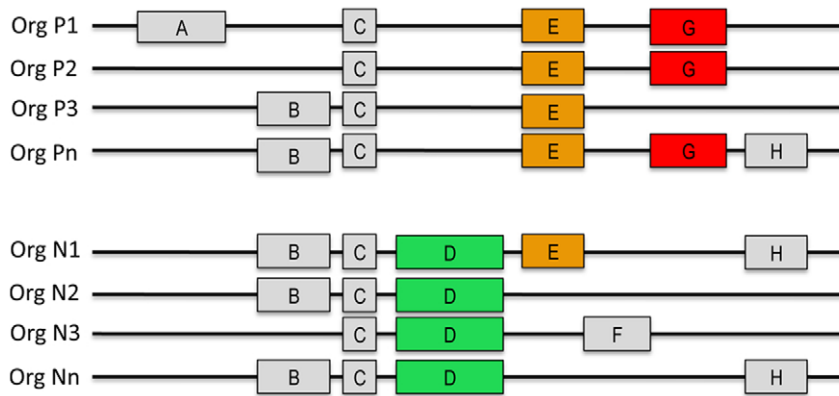 Org P1 A C E G
Org P2 C E G
Org P3 B C E
Org Pn B C E G H
Org N1 B C D E H
Org N2 B C D
Org N3 C D F
Org Nn B C D H